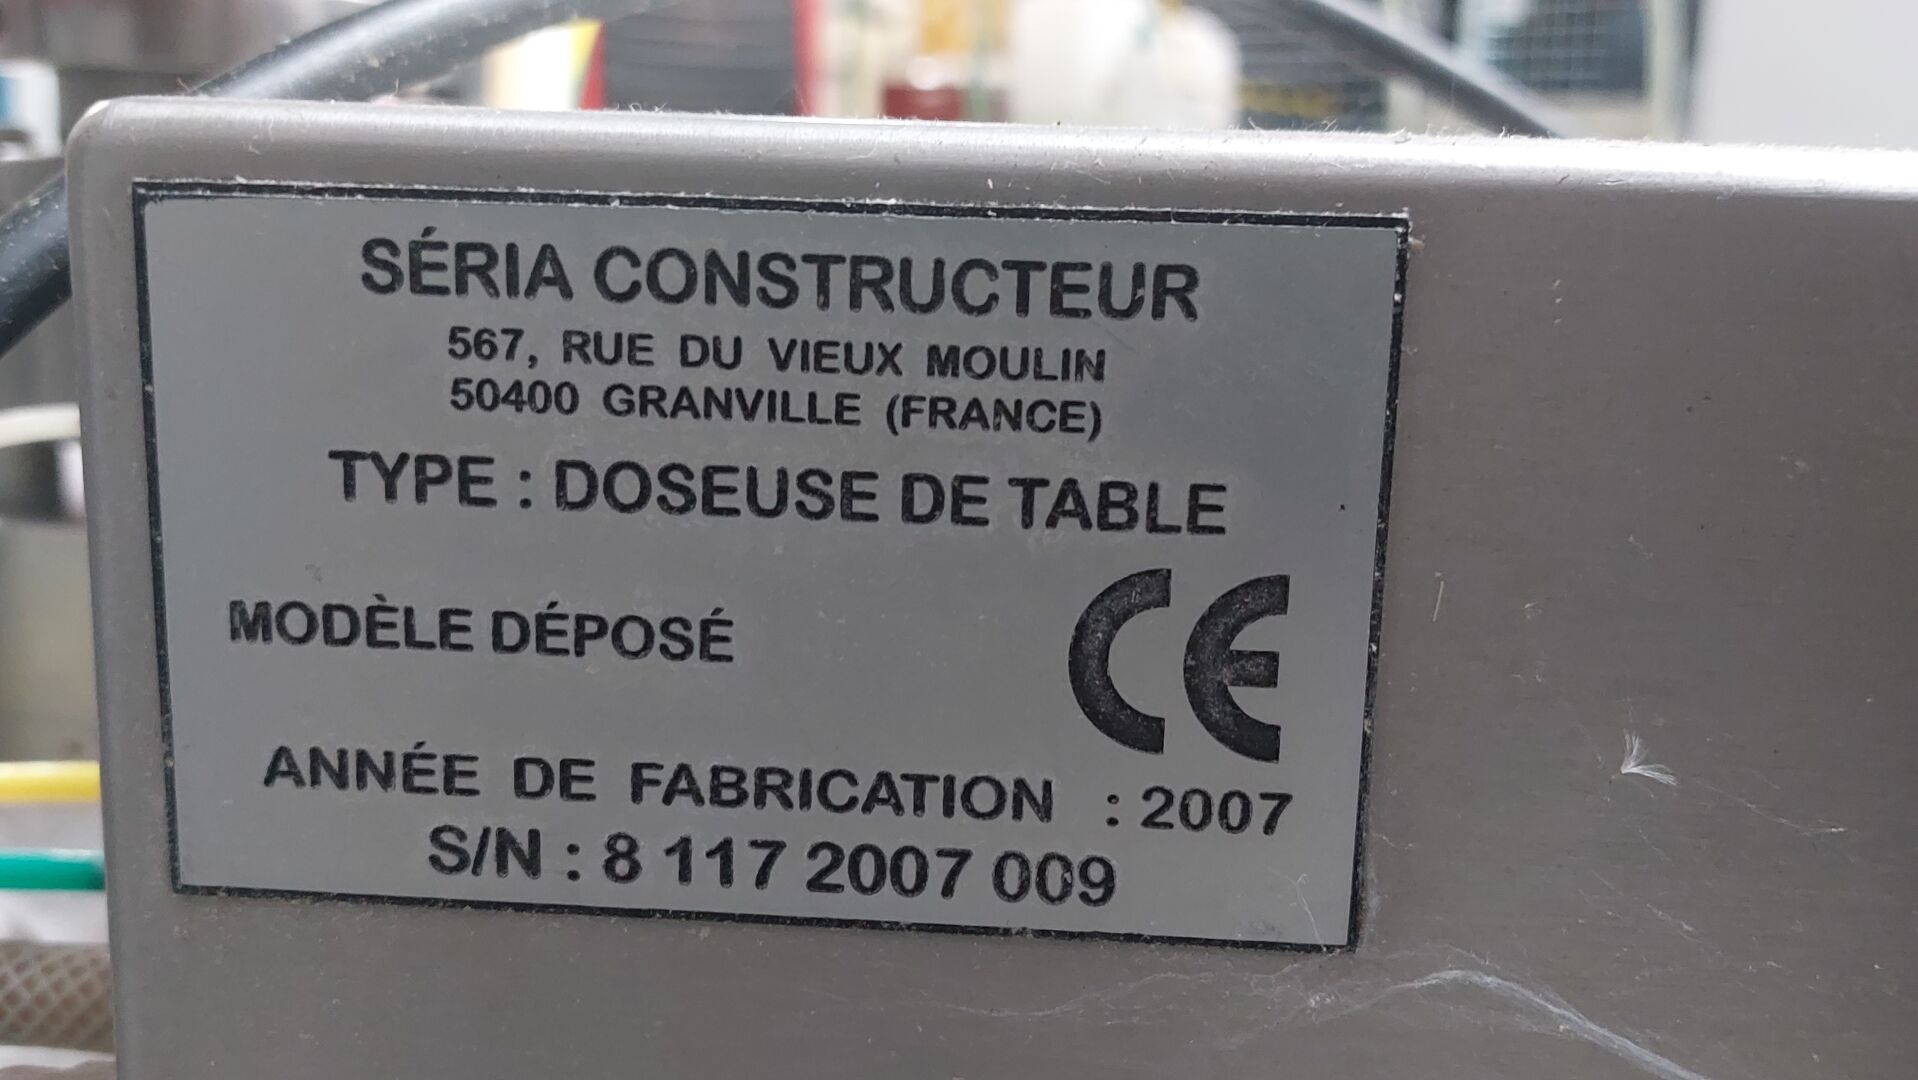 SÉRIA CONSTRUCTEUR
567, RUE DU VIEUX MOULIN
50400 GRANVILLE (FRANCE)
TYPE : DOSEUSE DE TABLE
MODÈLE DÉPOSÉ
CE
ANNÉE DE FABRICATION : 2007
S/N : 8 117 2007 009